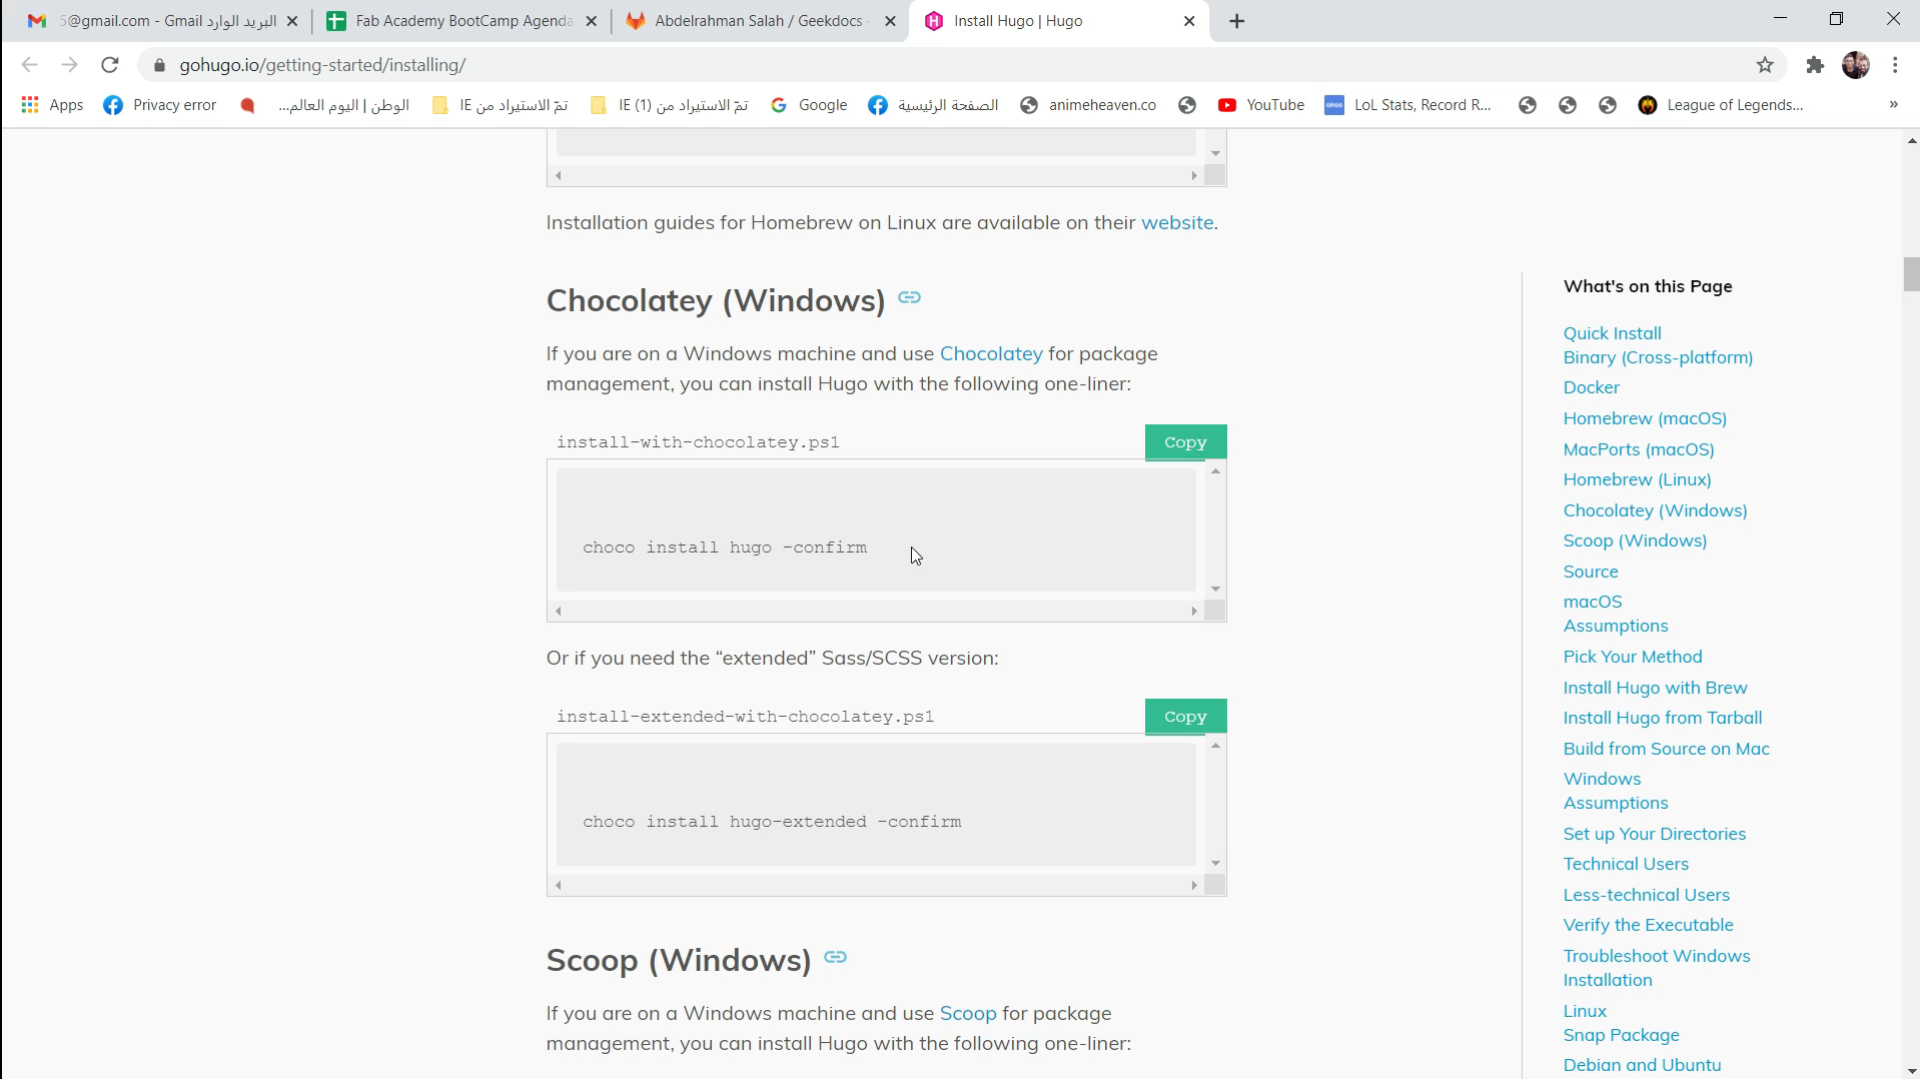 5@gmail.com - Gmail البريد الوارد
Fab Academy BootCamp Agenda
Abdelrahman Salah / Geekdocs
Install Hugo | Hugo
gohugo.io/getting-started/installing/
Apps
Privacy error
الوطن | اليوم العالم...
تمّ الاستيراد من IE
تمّ الاستيراد من IE (1)
Google
الصفحة الرئيسية
animeheaven.co
YouTube
LoL Stats, Record R...
League of Legends...
»
Installation guides for Homebrew on Linux are available on their website.
Chocolatey (Windows)
If you are on a Windows machine and use Chocolatey for package
management, you can install Hugo with the following one-liner:
install-with-chocolatey.ps1
Copy
choco install hugo -confirm
Or if you need the “extended” Sass/SCSS version:
install-extended-with-chocolatey.ps1
Copy
choco install hugo-extended -confirm
Scoop (Windows)
If you are on a Windows machine and use Scoop for package
management, you can install Hugo with the following one-liner:
What's on this Page
Quick Install
Binary (Cross-platform)
Docker
Homebrew (macOS)
MacPorts (macOS)
Homebrew (Linux)
Chocolatey (Windows)
Scoop (Windows)
Source
macOS
Assumptions
Pick Your Method
Install Hugo with Brew
Install Hugo from Tarball
Build from Source on Mac
Windows
Assumptions
Set up Your Directories
Technical Users
Less-technical Users
Verify the Executable
Troubleshoot Windows
Installation
Linux
Snap Package
Debian and Ubuntu